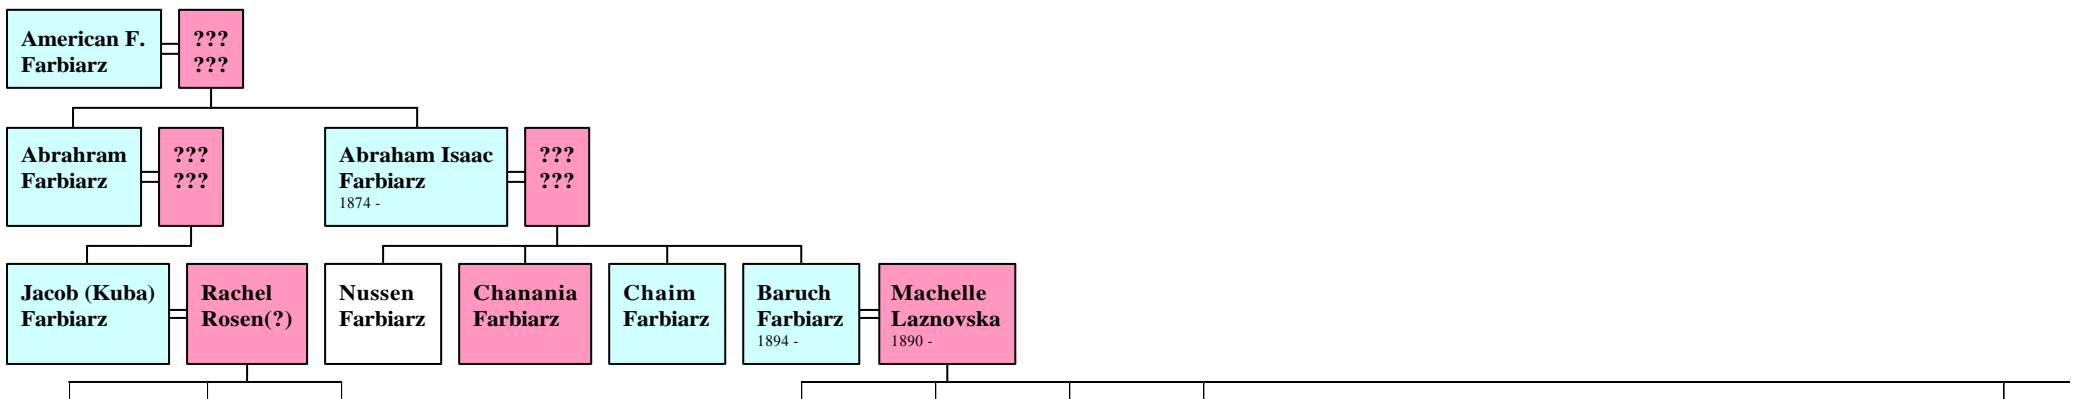 American F.
Farbiarz
???
???
Abrahram
Farbiarz
???
???
Abraham Isaac
Farbiarz
1874 -
???
???
Jacob (Kuba)
Farbiarz
Rachel
Rosen(?)
Nussen
Farbiarz
Chanania
Farbiarz
Chaim
Farbiarz
Baruch
Farbiarz
1894 -
Machelle
Laznovska
1890 -